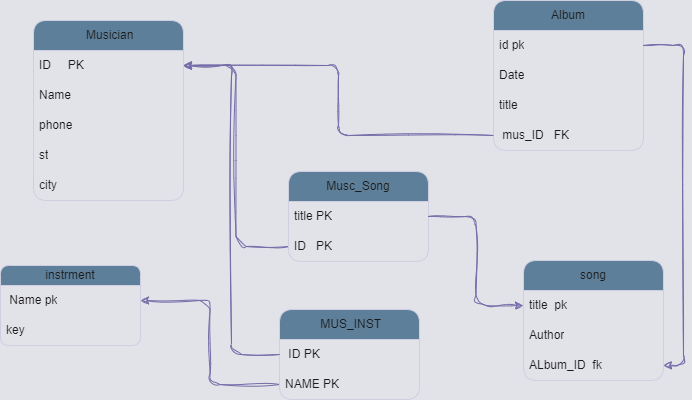 Musician
ID PK
Name
phone
st
city
Album
id pk
Date
title
mus_ID FK
Musc_Song
title PK
ID PK
instrment
Name pk
key
MUS_INST
ID PK
NAME PK
song
title pk
Author
ALbum_ID fk